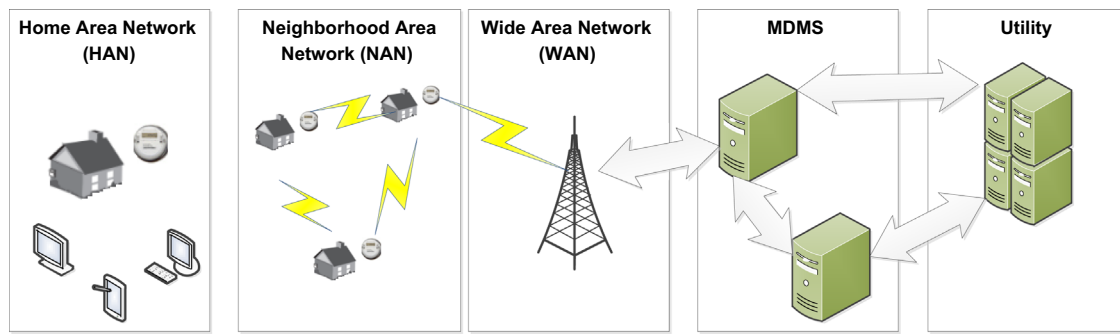 Home Area Network
(HAN)
Neighborhood Area
Network (NAN)
Wide Area Network
(WAN)
MDMS
Utility